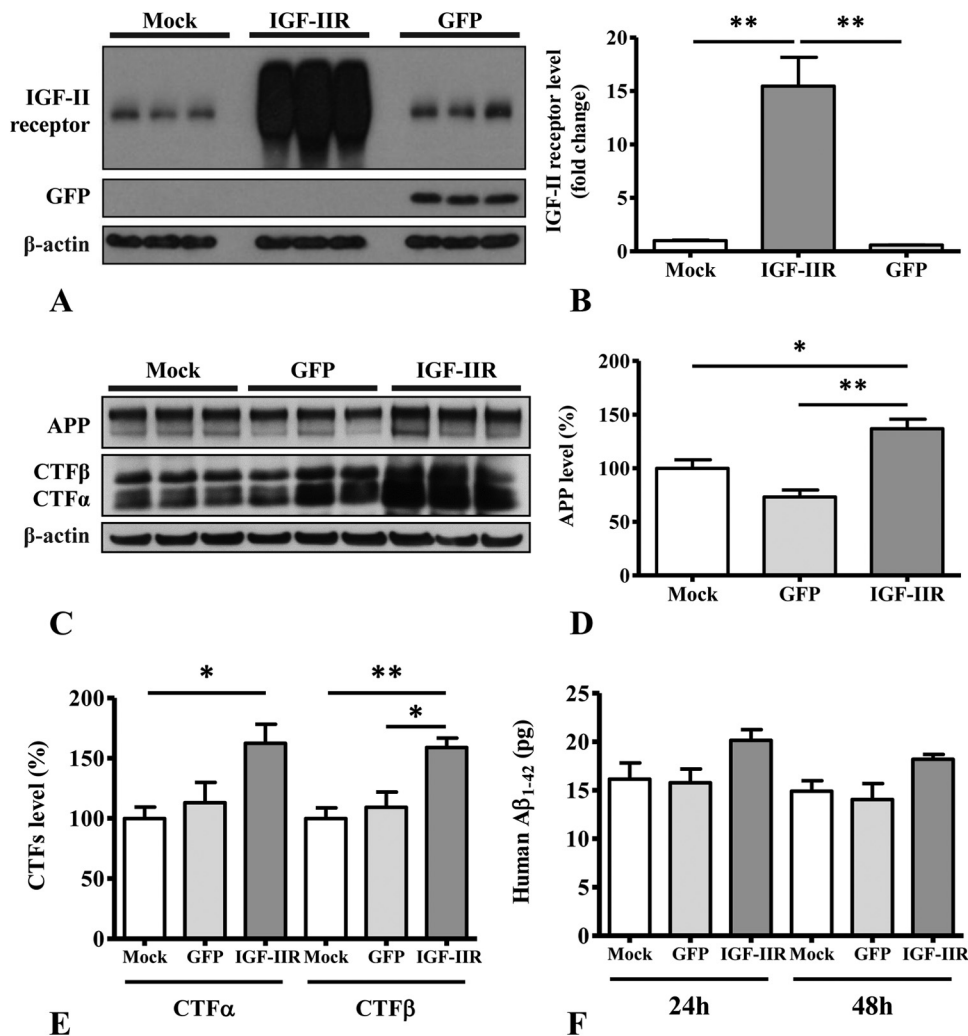 Mock IGF-IIR GFP
IGF-II
receptor
GFP
β-actin
A
** **
20
15
10
5
0
IGF-II receptor level
(fold change)
Mock IGF-IIR GFP
B
Mock GFP IGF-IIR
APP
CTFβ
CTFα
β-actin
C
*
**
200
150
100
50
0
APP level (%)
Mock GFP IGF-IIR
D
* **
*
200
150
100
50
0
CTFs level (%)
Mock GFP IGF-IIR Mock GFP IGF-IIR
CTFα CTFβ
E
25
20
15
10
5
0
Human Aβ1-42 (pg)
Mock GFP IGF-IIR Mock GFP IGF-IIR
24h 48h
F